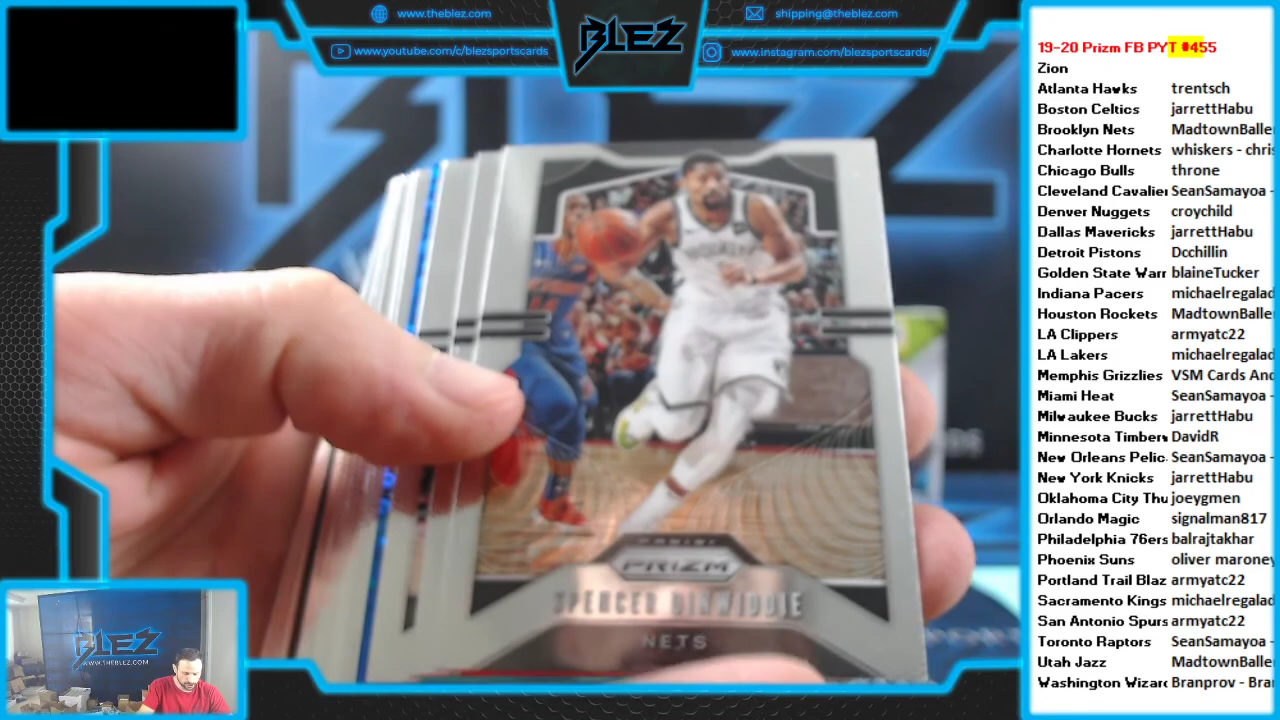 www.theblez.com
shipping@theblez.com
BLEZ
www.youtube.com/c/blezsportscards
www.instagram.com/blezsportscards/
19-20 Prizm FB PYT #455
Zion
Atlanta Hawks trentsch
Boston Celtics jarrettHabu
Brooklyn Nets MadtownBalle
Charlotte Hornets whiskers - chris
Chicago Bulls throne
Cleveland Cavalier SeanSamayoa -
Denver Nuggets croychild
Dallas Mavericks jarrettHabu
Detroit Pistons Dcchillin
Golden State Warr blaineTucker
Indiana Pacers michaelregalad
Houston Rockets MadtownBalle
LA Clippers armyatc22
LA Lakers michaelregalad
Memphis Grizzlies VSM Cards And
Miami Heat SeanSamayoa -
Milwaukee Bucks jarrettHabu
Minnesota Timberw DavidR
New Orleans Pelic SeanSamayoa -
New York Knicks jarrettHabu
Oklahoma City Thu joeygmen
Orlando Magic signalman817
Philadelphia 76ers balrajtakhar
Phoenix Suns oliver maroney
Portland Trail Blaz armyatc22
Sacramento Kings michaelregalad
San Antonio Spurs armyatc22
Toronto Raptors SeanSamayoa -
Utah Jazz MadtownBalle
Washington Wizard Branprov - Bra
PANINI
PRIZM
SPENCER DINWIDDIE
NETS
BLEZ
WWW.THEBLEZ.COM